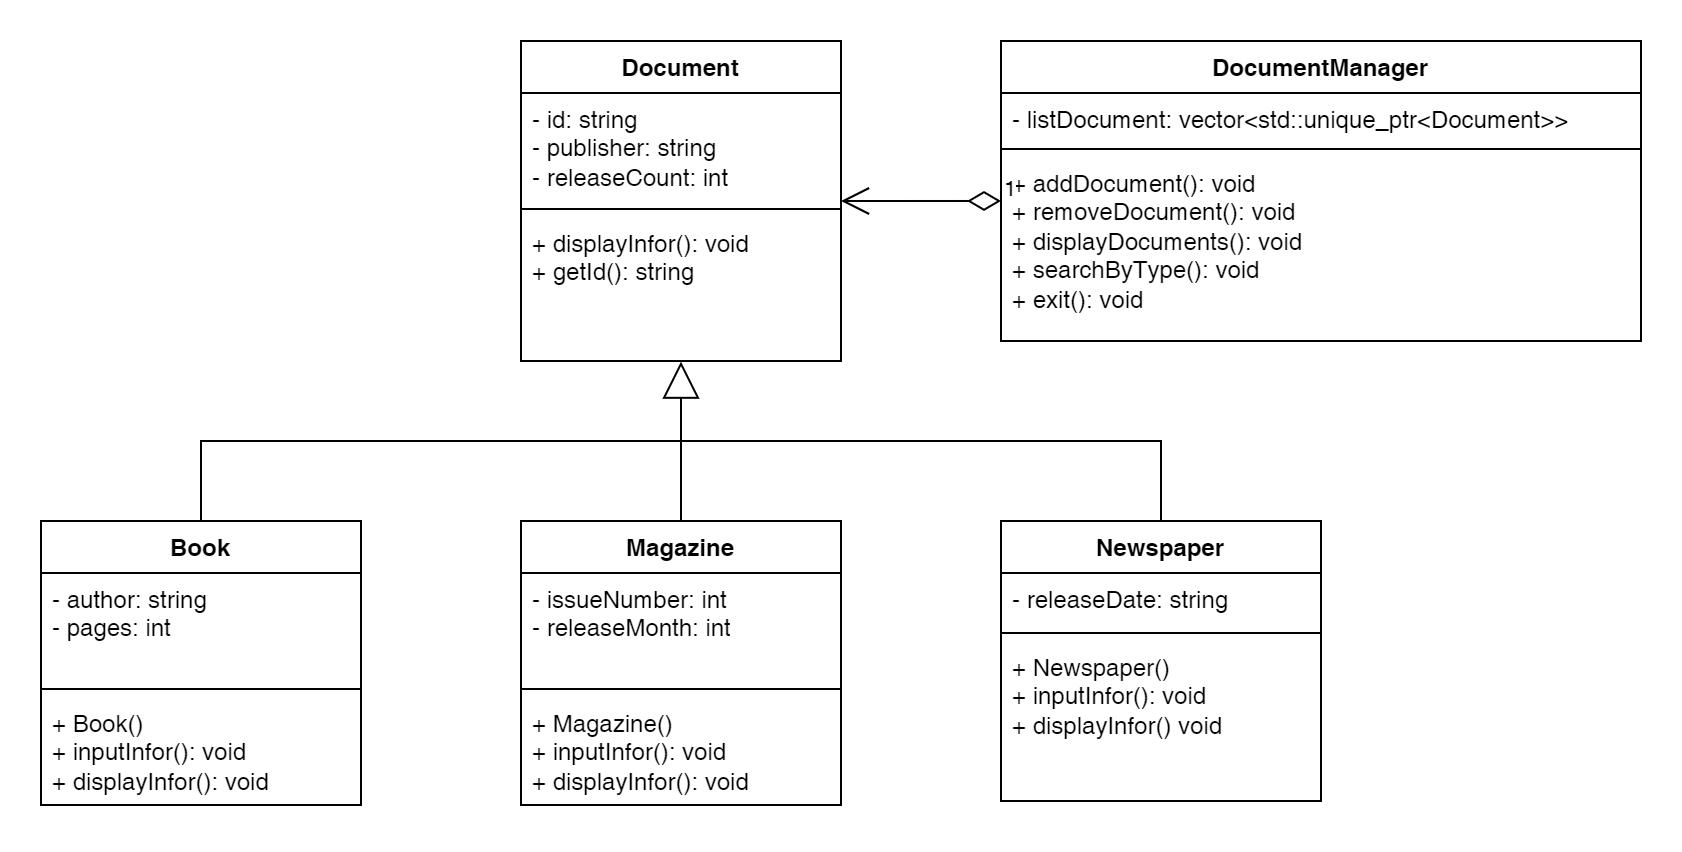 Document
- id: string
- publisher: string
- releaseCount: int
+ displayInfor(): void
+ getId(): string
DocumentManager
- listDocument: vector<std::unique_ptr<Document>>
1
+ addDocument(): void
+ removeDocument(): void
+ displayDocuments(): void
+ searchByType(): void
+ exit(): void
Book
- author: string
- pages: int
+ Book()
+ inputInfor(): void
+ displayInfor(): void
Magazine
- issueNumber: int
- releaseMonth: int
+ Magazine()
+ inputInfor(): void
+ displayInfor(): void
Newspaper
- releaseDate: string
+ Newspaper()
+ inputInfor(): void
+ displayInfor() void